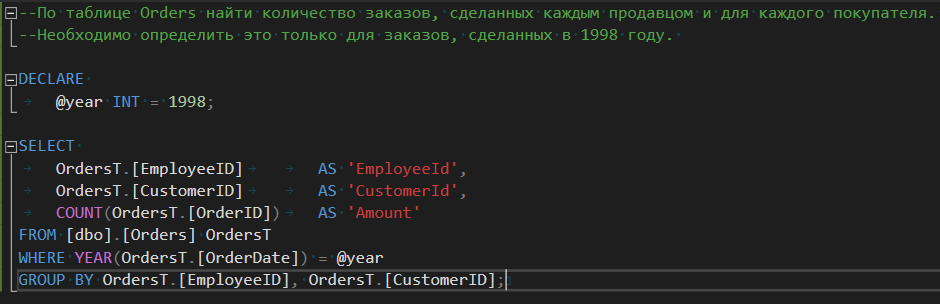 --По таблице Orders найти количество заказов, сделанных каждым продавцом и для каждого покупателя.
--Необходимо определить это только для заказов, сделанных в 1998 году.
DECLARE
@year INT = 1998;
SELECT
OrdersT.[EmployeeID] AS 'EmployeeId',
OrdersT.[CustomerID] AS 'CustomerId',
COUNT(OrdersT.[OrderID]) AS 'Amount'
FROM [dbo].[Orders] OrdersT
WHERE YEAR(OrdersT.[OrderDate]) = @year
GROUP BY OrdersT.[EmployeeID], OrdersT.[CustomerID];